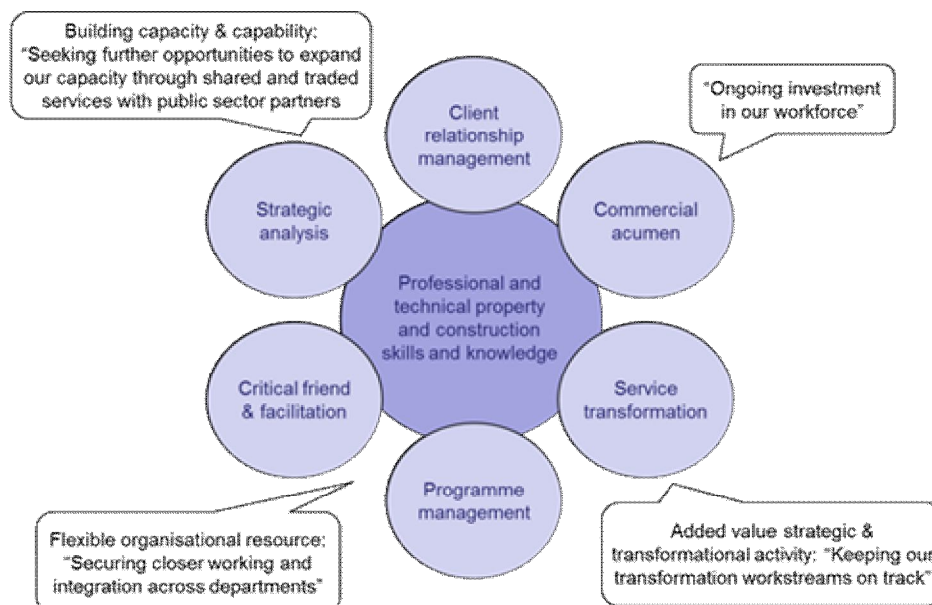 Building capacity & capability:
“Seeking further opportunities to expand
our capacity through shared and traded
services with public sector partners
“Ongoing investment
in our workforce”
Client
relationship
management
Strategic
analysis
Commercial
acumen
Professional and
technical property
and construction
skills and knowledge
Critical friend
& facilitation
Service
transformation
Programme
management
Flexible organisational resource:
“Securing closer working and
integration across departments”
Added value strategic &
transformational activity: “Keeping our
transformation workstreams on track”